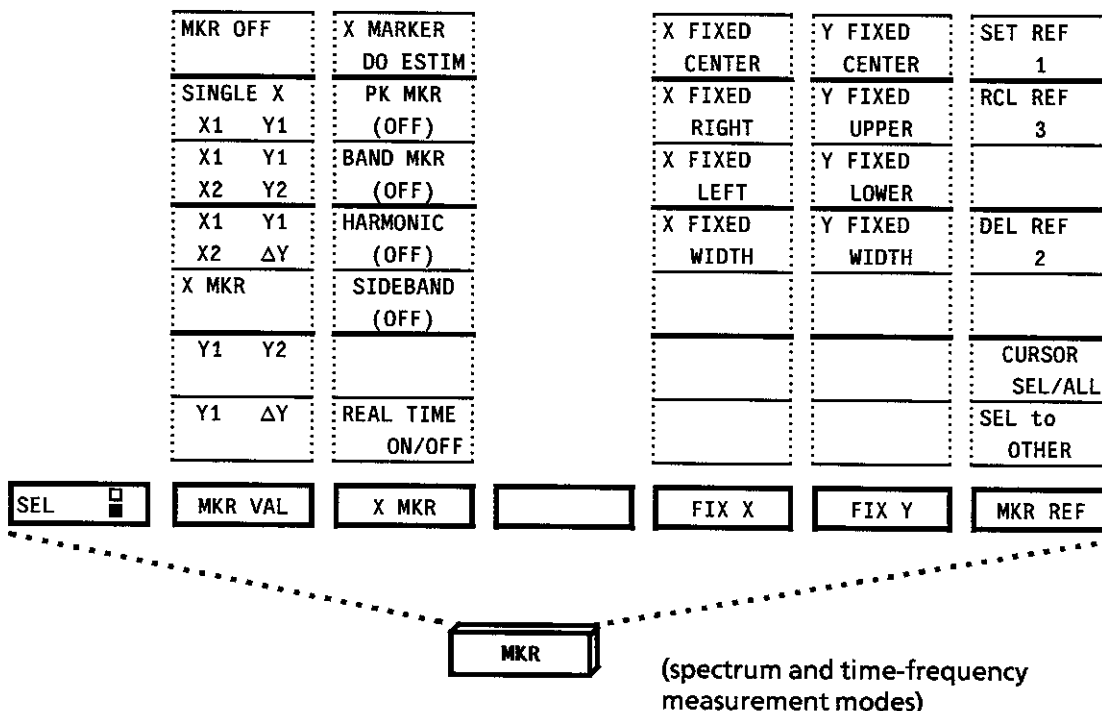 MKR OFF
SINGLE X
X1 Y1
X1 Y1
X2 Y2
X1 Y1
X2 ΔY
X MKR
Y1 Y2
Y1 ΔY
X MARKER
DO ESTIM
PK MKR
(OFF)
BAND MKR
(OFF)
HARMONIC
(OFF)
SIDEBAND
(OFF)
REAL TIME
ON/OFF
X FIXED
CENTER
X FIXED
RIGHT
X FIXED
LEFT
X FIXED
WIDTH
Y FIXED
CENTER
Y FIXED
UPPER
Y FIXED
LOWER
Y FIXED
WIDTH
SET REF
1
RCL REF
3
DEL REF
2
CURSOR
SEL/ALL
SEL to
OTHER
SEL
MKR VAL
X MKR
FIX X
FIX Y
MKR REF
MKR
(spectrum and time-frequency
measurement modes)